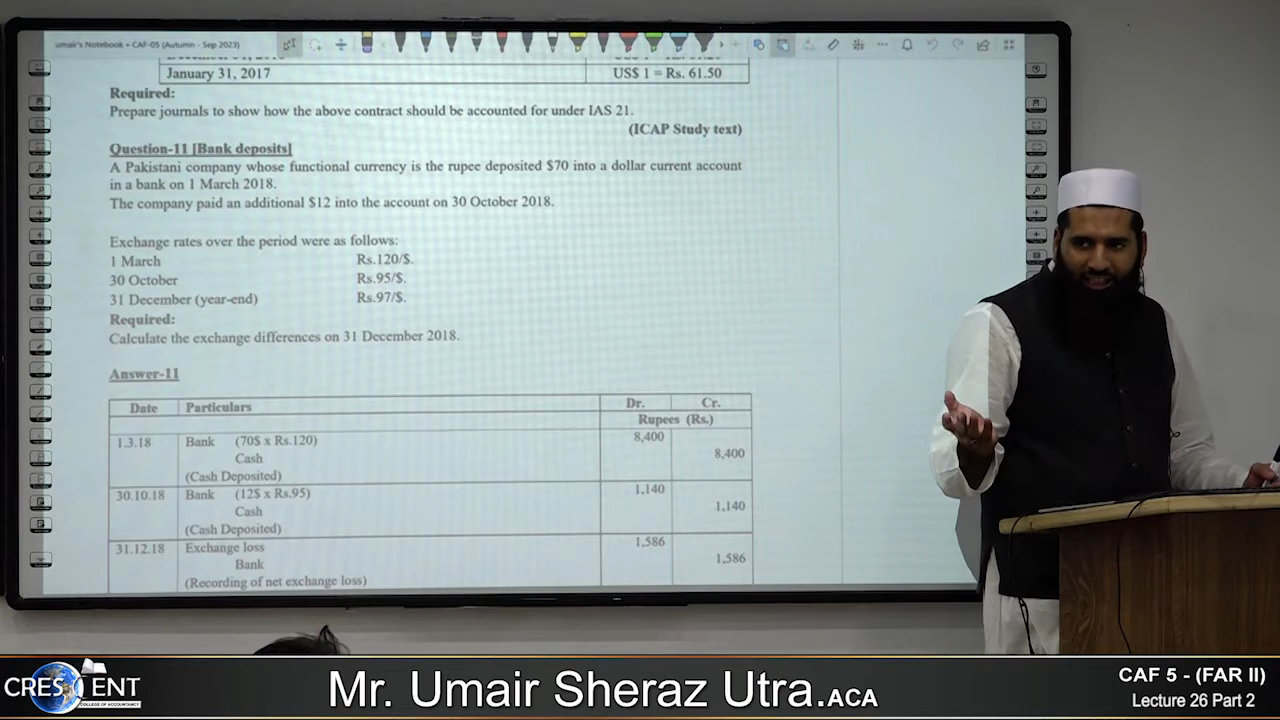 umair's Notebook • CAF-05 (Autumn - Sep 2023)
January 31, 2017 US$ 1 = Rs. 61.50
Required:
Prepare journals to show how the above contract should be accounted for under IAS 21.
(ICAP Study text)
Question-11 [Bank deposits]
A Pakistani company whose functional currency is the rupee deposited $70 into a dollar current account
in a bank on 1 March 2018.
The company paid an additional $12 into the account on 30 October 2018.
Exchange rates over the period were as follows:
1 March Rs.120/$.
30 October Rs.95/$.
31 December (year-end) Rs.97/$.
Required:
Calculate the exchange differences on 31 December 2018.
Answer-11
Date Particulars Dr. Cr.
Rupees (Rs.)
1.3.18 Bank (70$ x Rs.120) 8,400
Cash 8,400
(Cash Deposited)
30.10.18 Bank (12$ x Rs.95) 1,140
Cash 1,140
(Cash Deposited)
31.12.18 Exchange loss 1,586
Bank 1,586
(Recording of net exchange loss)
CRESCENT
COLLEGE OF ACCOUNTANCY
Mr. Umair Sheraz Utra.ACA
CAF 5 - (FAR II)
Lecture 26 Part 2